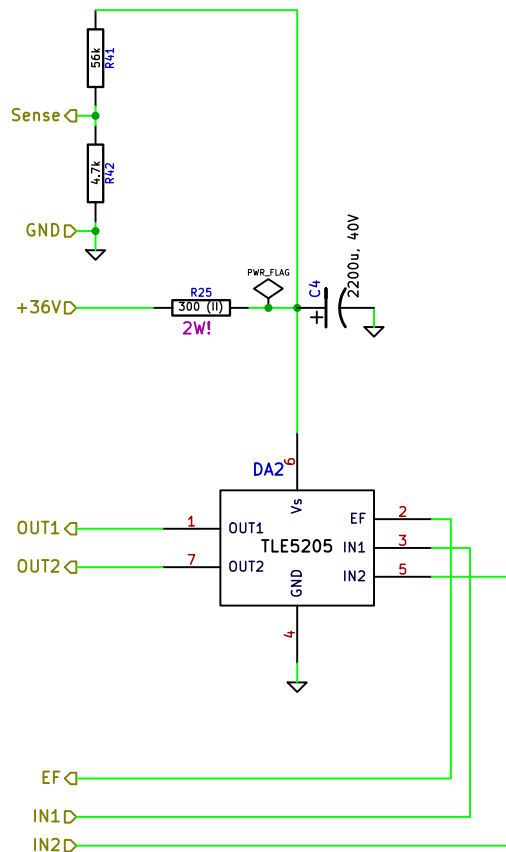 56k
R41
Sense
4.7k
R42
GND
+36V
R25
300 (II)
2W!
PWR_FLAG
C4
2200u, 40V
+
DA2
6
Vs
OUT1
1
OUT1
TLE5205
EF
2
IN1
3
OUT2
7
OUT2
IN2
5
GND
4
EF
IN1
IN2